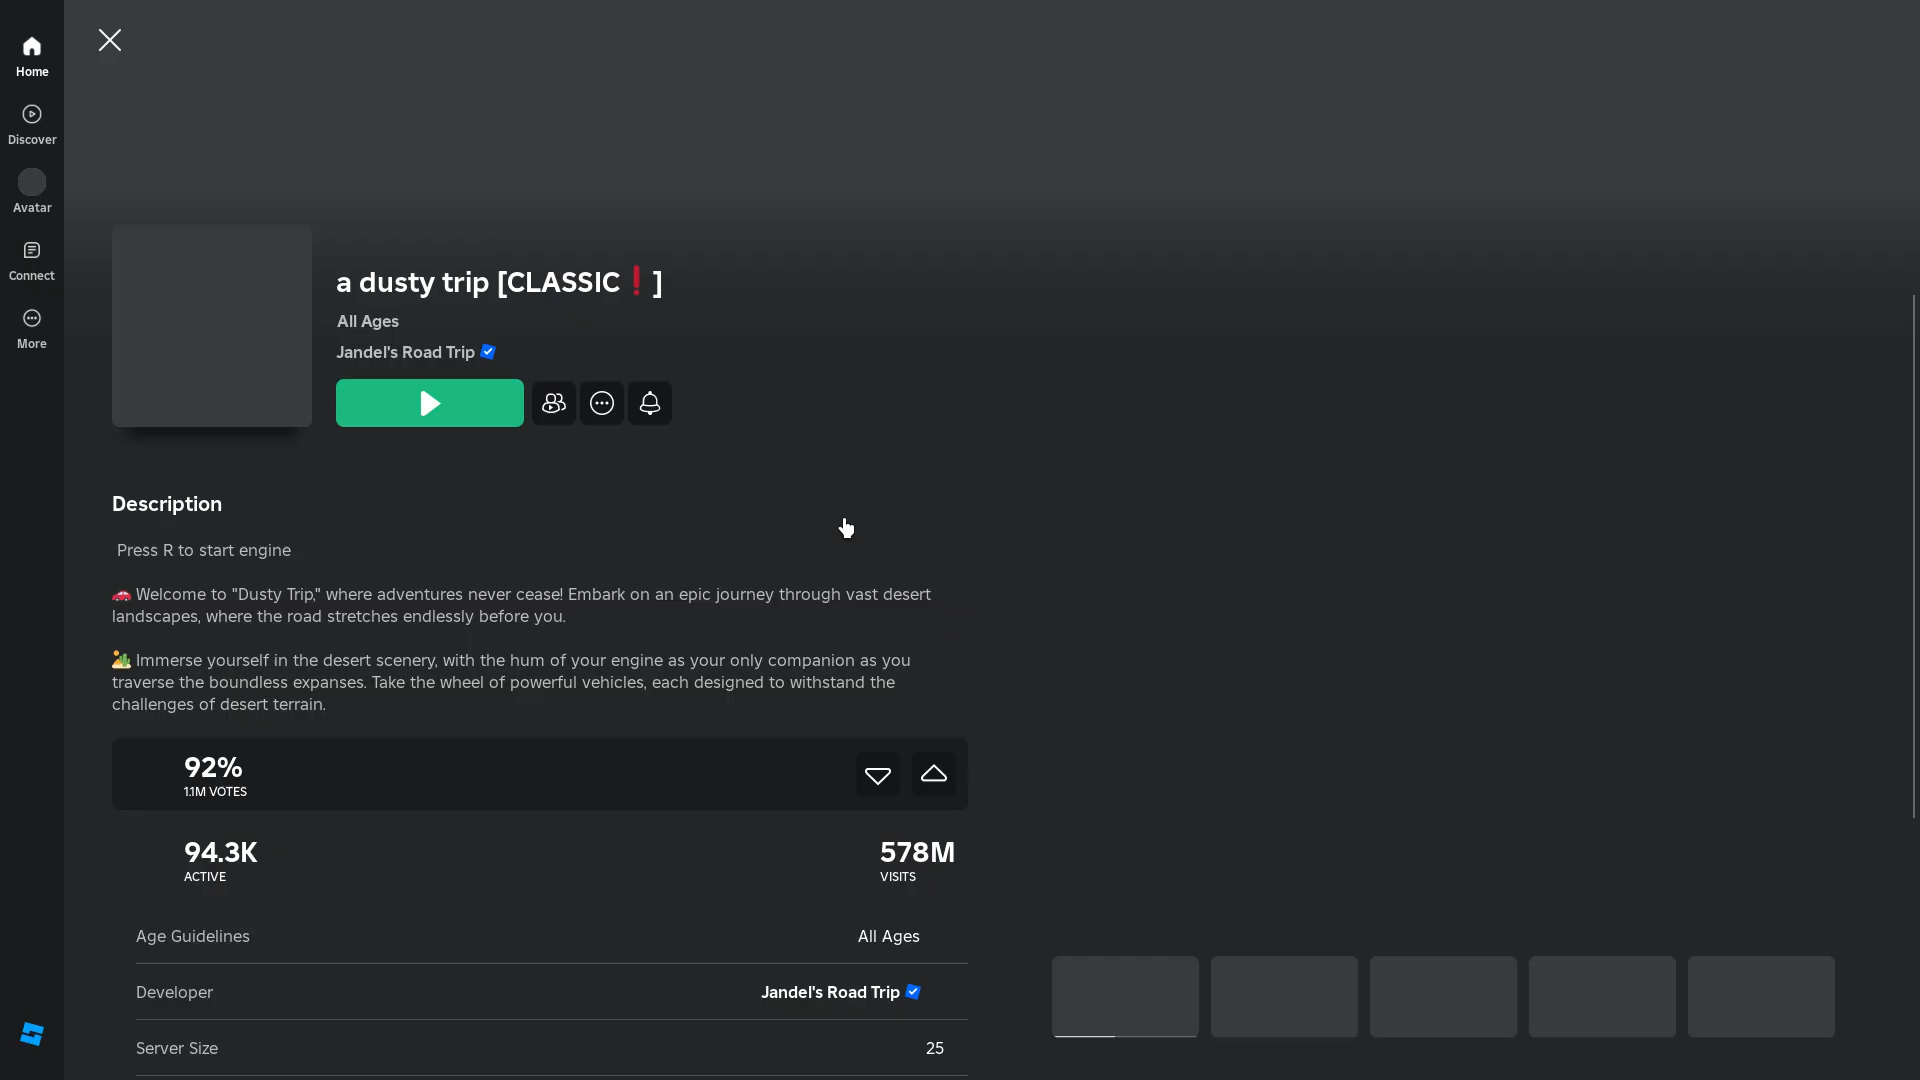 Home
Discover
Avatar
Connect
More
a dusty trip [CLASSIC❗]
All Ages
Jandel's Road Trip
Description
Press R to start engine
🚗 Welcome to "Dusty Trip," where adventures never cease! Embark on an epic journey through vast desert
landscapes, where the road stretches endlessly before you.
🏜️ Immerse yourself in the desert scenery, with the hum of your engine as your only companion as you
traverse the boundless expanses. Take the wheel of powerful vehicles, each designed to withstand the
challenges of desert terrain.
92%
1.1M VOTES
94.3K
ACTIVE
578M
VISITS
Age Guidelines All Ages
Developer Jandel's Road Trip
Server Size 25